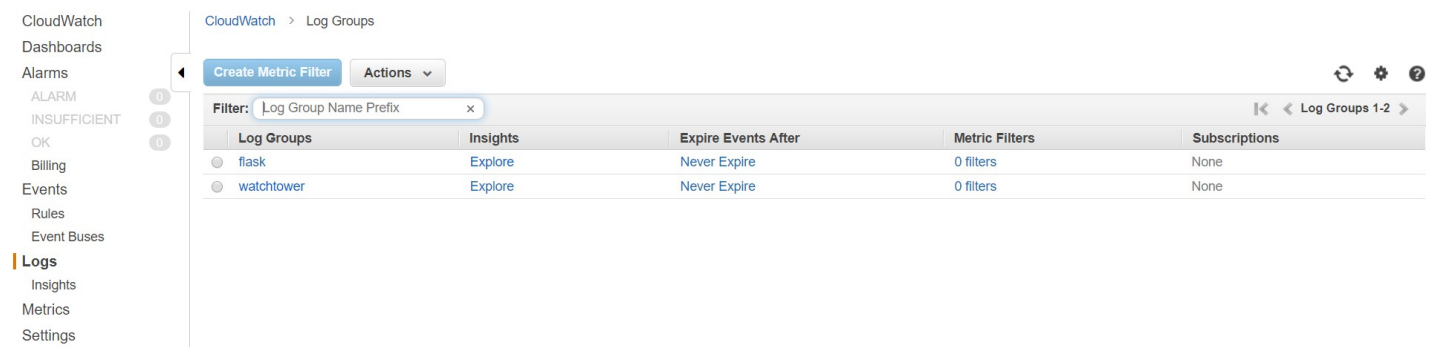 CloudWatch
Dashboards
Alarms
ALARM 0
INSUFFICIENT 0
OK 0
Billing
Events
Rules
Event Buses
Logs
Insights
Metrics
Settings
CloudWatch > Log Groups
Create Metric Filter Actions
Filter: Log Group Name Prefix × Log Groups 1-2
Log Groups Insights Expire Events After Metric Filters Subscriptions
flask Explore Never Expire 0 filters None
watchtower Explore Never Expire 0 filters None